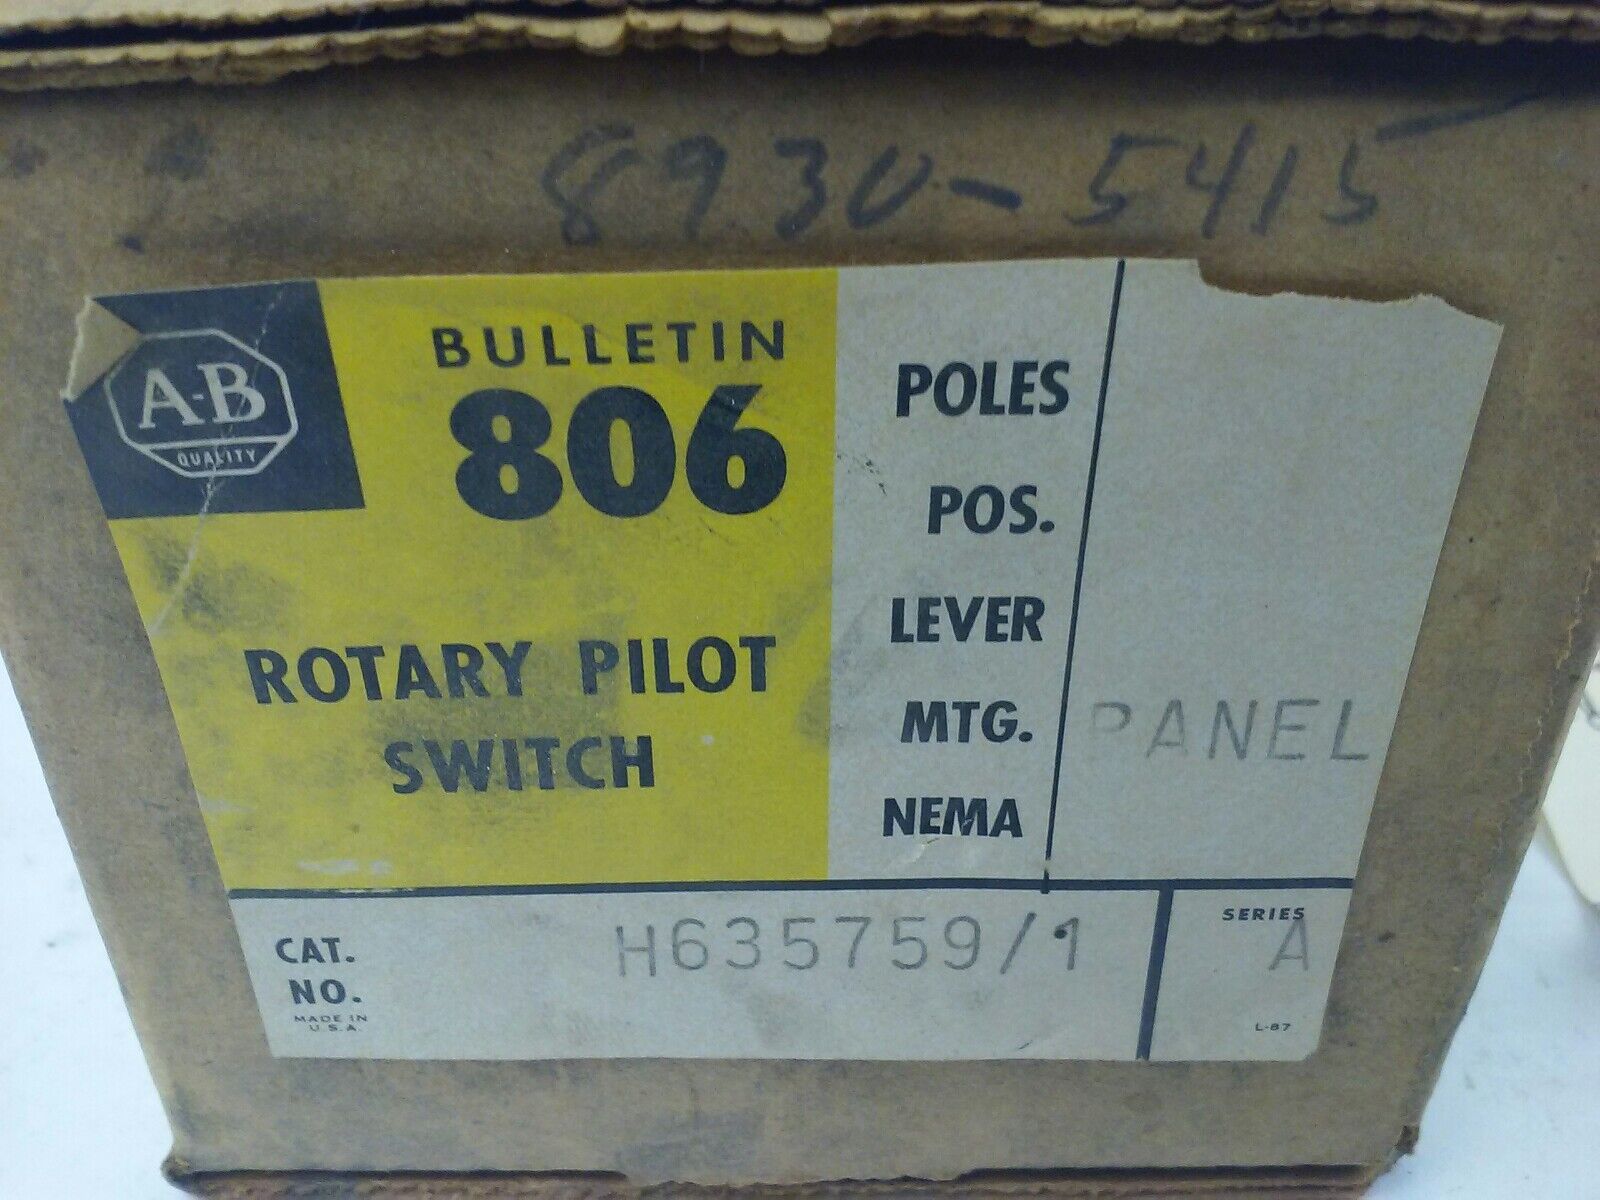 8930-5415
A-B
QUALITY
BULLETIN
806
ROTARY PILOT
SWITCH
POLES
POS.
LEVER
MTG. PANEL
NEMA
CAT.
NO.
MADE IN
U.S.A.
H635759/1
SERIES
A
L-87